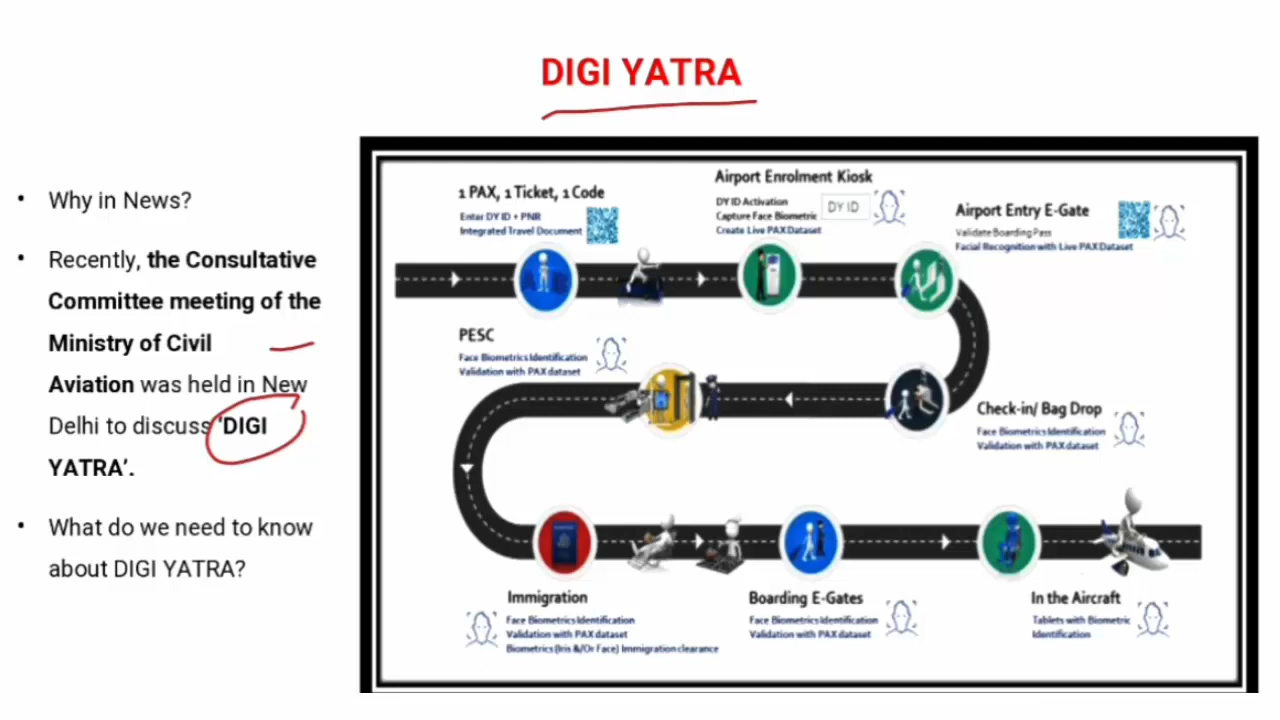 DIGI YATRA
• Why in News?
• Recently, the Consultative
Committee meeting of the
Ministry of Civil
Aviation was held in New
Delhi to discuss ‘DIGI
YATRA’.
• What do we need to know
about DIGI YATRA?
1 PAX, 1 Ticket, 1 Code
Enter DY ID + PNR
Integrated Travel Document
Airport Enrolment Kiosk
DY ID Activation
Capture Face Biometric
Create Live PAX Dataset
DY ID
Airport Entry E-Gate
Validate Boarding Pass
Facial Recognition with Live PAX Dataset
PESC
Face Biometrics Identification
Validation with PAX dataset
Check-in/ Bag Drop
Face Biometrics Identification
Validation with PAX dataset
Immigration
Face Biometrics Identification
Validation with PAX dataset
Biometrics (Iris &/Or Face) Immigration clearance
Boarding E-Gates
Face Biometrics Identification
Validation with PAX dataset
In the Aircraft
Tablets with Biometric
Identification